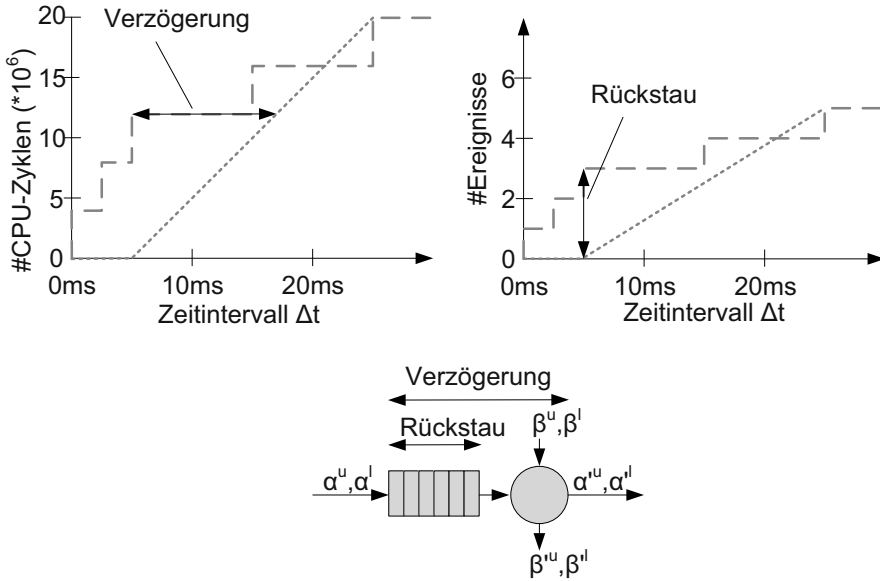 Verzögerung
#CPU-Zyklen (*10⁶)
20
15
10
5
0
0ms
10ms
20ms
Zeitintervall Δt
Rückstau
#Ereignisse
6
4
2
0
0ms
10ms
20ms
Zeitintervall Δt
Verzögerung
Rückstau
βᵘ,βˡ
αᵘ,αˡ
α'ᵘ,α'ˡ
β'ᵘ,β'ˡ